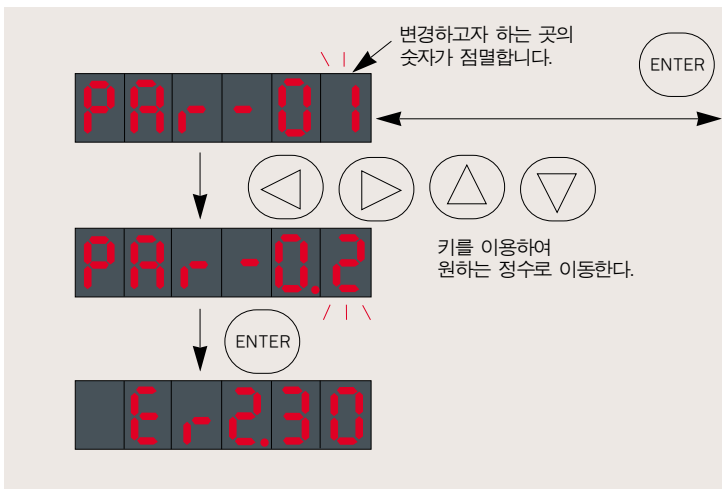 변경하고자 하는 곳의
숫자가 점멸합니다.
ENTER
PAr-01
PAr-0.2
키를 이용하여
원하는 정수로 이동한다.
ENTER
Er2.30